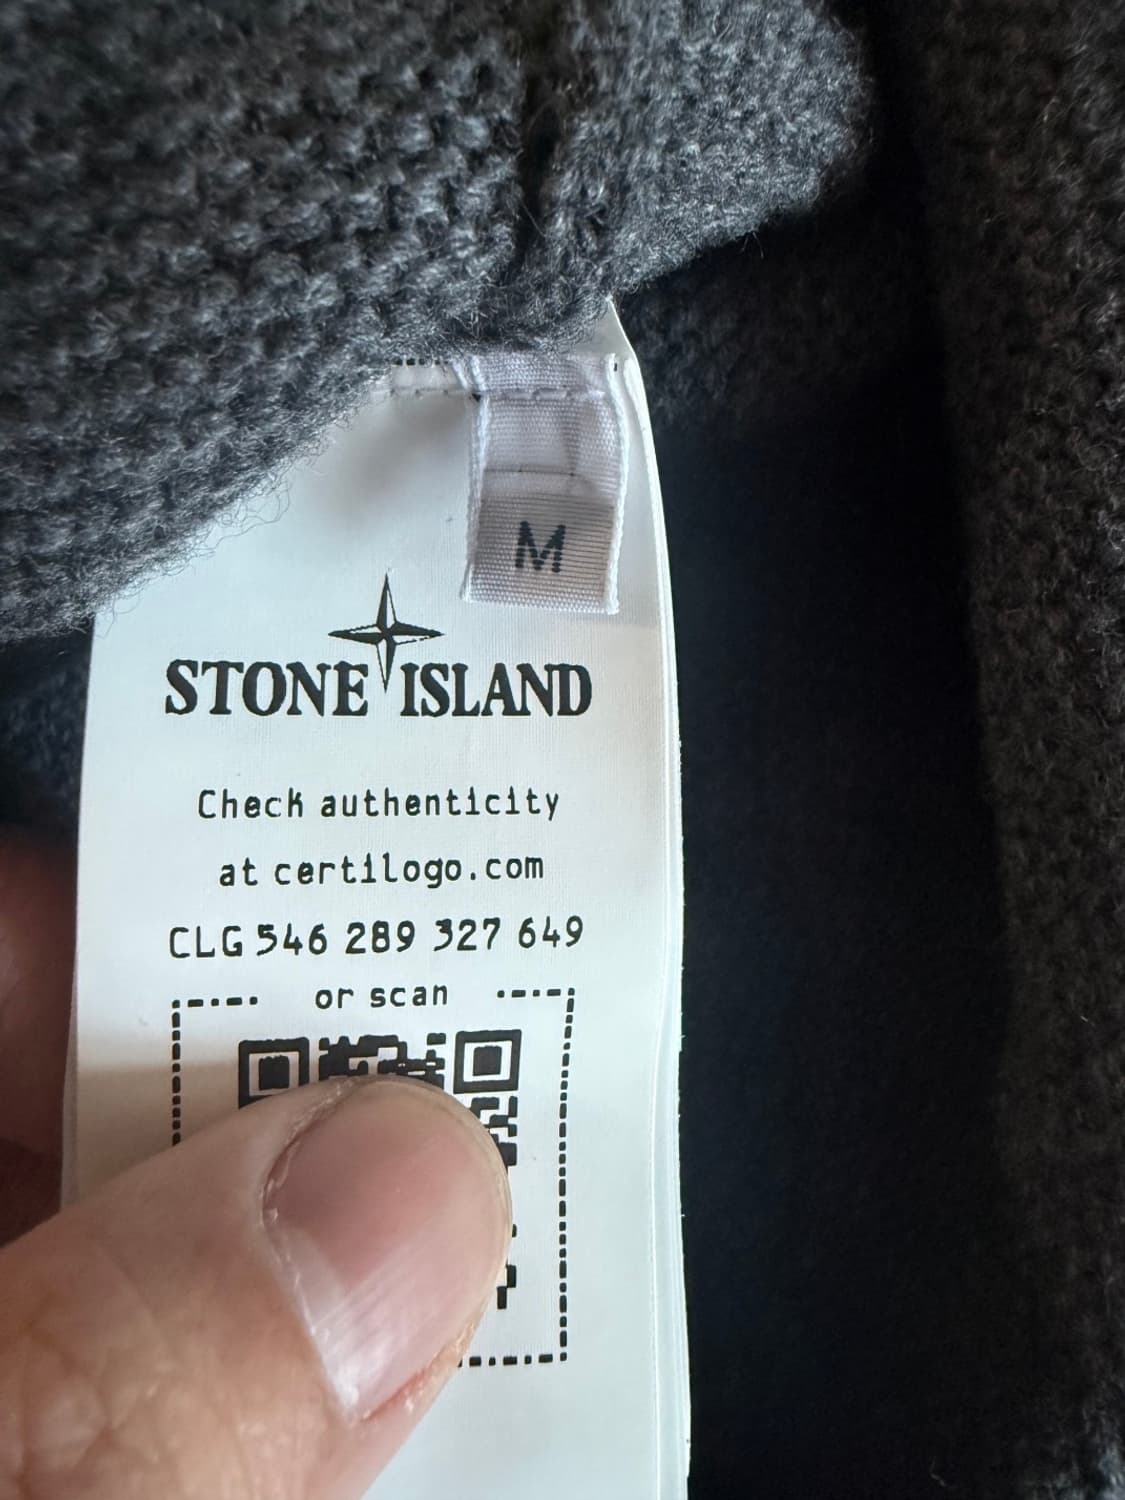 M
STONE ISLAND
Check authenticity
at certilogo.com
CLG 546 289 327 649
or scan